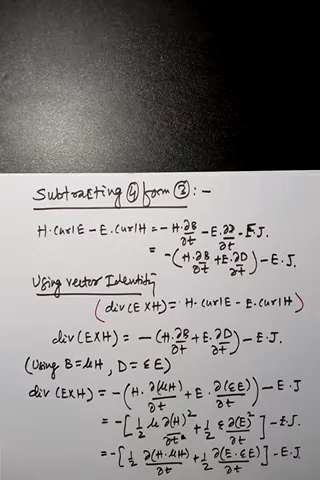 Subtracting ④ form ③ :-
H.curlE - E.curlH = - H.∂B/∂t - E.∂D/∂t - E.J.
= -(H.∂B/∂t + E.∂D/∂t) - E.J.
Using vector Identity
(div(E×H) = H.curlE - E.curlH)
div(E×H) = -(H.∂B/∂t + E.∂D/∂t) - E.J.
(Using B=μH, D=εE)
div(E×H) = -(H.∂(μH)/∂t + E.∂(εE)/∂t) - E.J
= -[1/2 μ ∂(H)²/∂t + 1/2 ε∂(E)²/∂t] - E.J.
= -[1/2 ∂(H.μH)/∂t + 1/2 ∂(E.εE)/∂t] - E.J